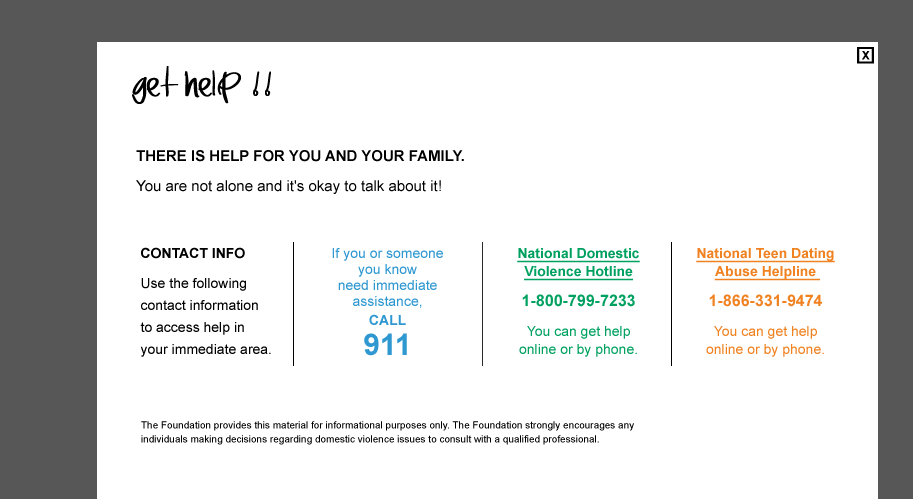 get help !!
X
THERE IS HELP FOR YOU AND YOUR FAMILY.
You are not alone and it's okay to talk about it!
CONTACT INFO
Use the following
contact information
to access help in
your immediate area.
If you or someone
you know
need immediate
assistance,
CALL
911
National Domestic
Violence Hotline
1-800-799-7233
You can get help
online or by phone.
National Teen Dating
Abuse Helpline
1-866-331-9474
You can get help
online or by phone.
The Foundation provides this material for informational purposes only. The Foundation strongly encourages any
individuals making decisions regarding domestic violence issues to consult with a qualified professional.